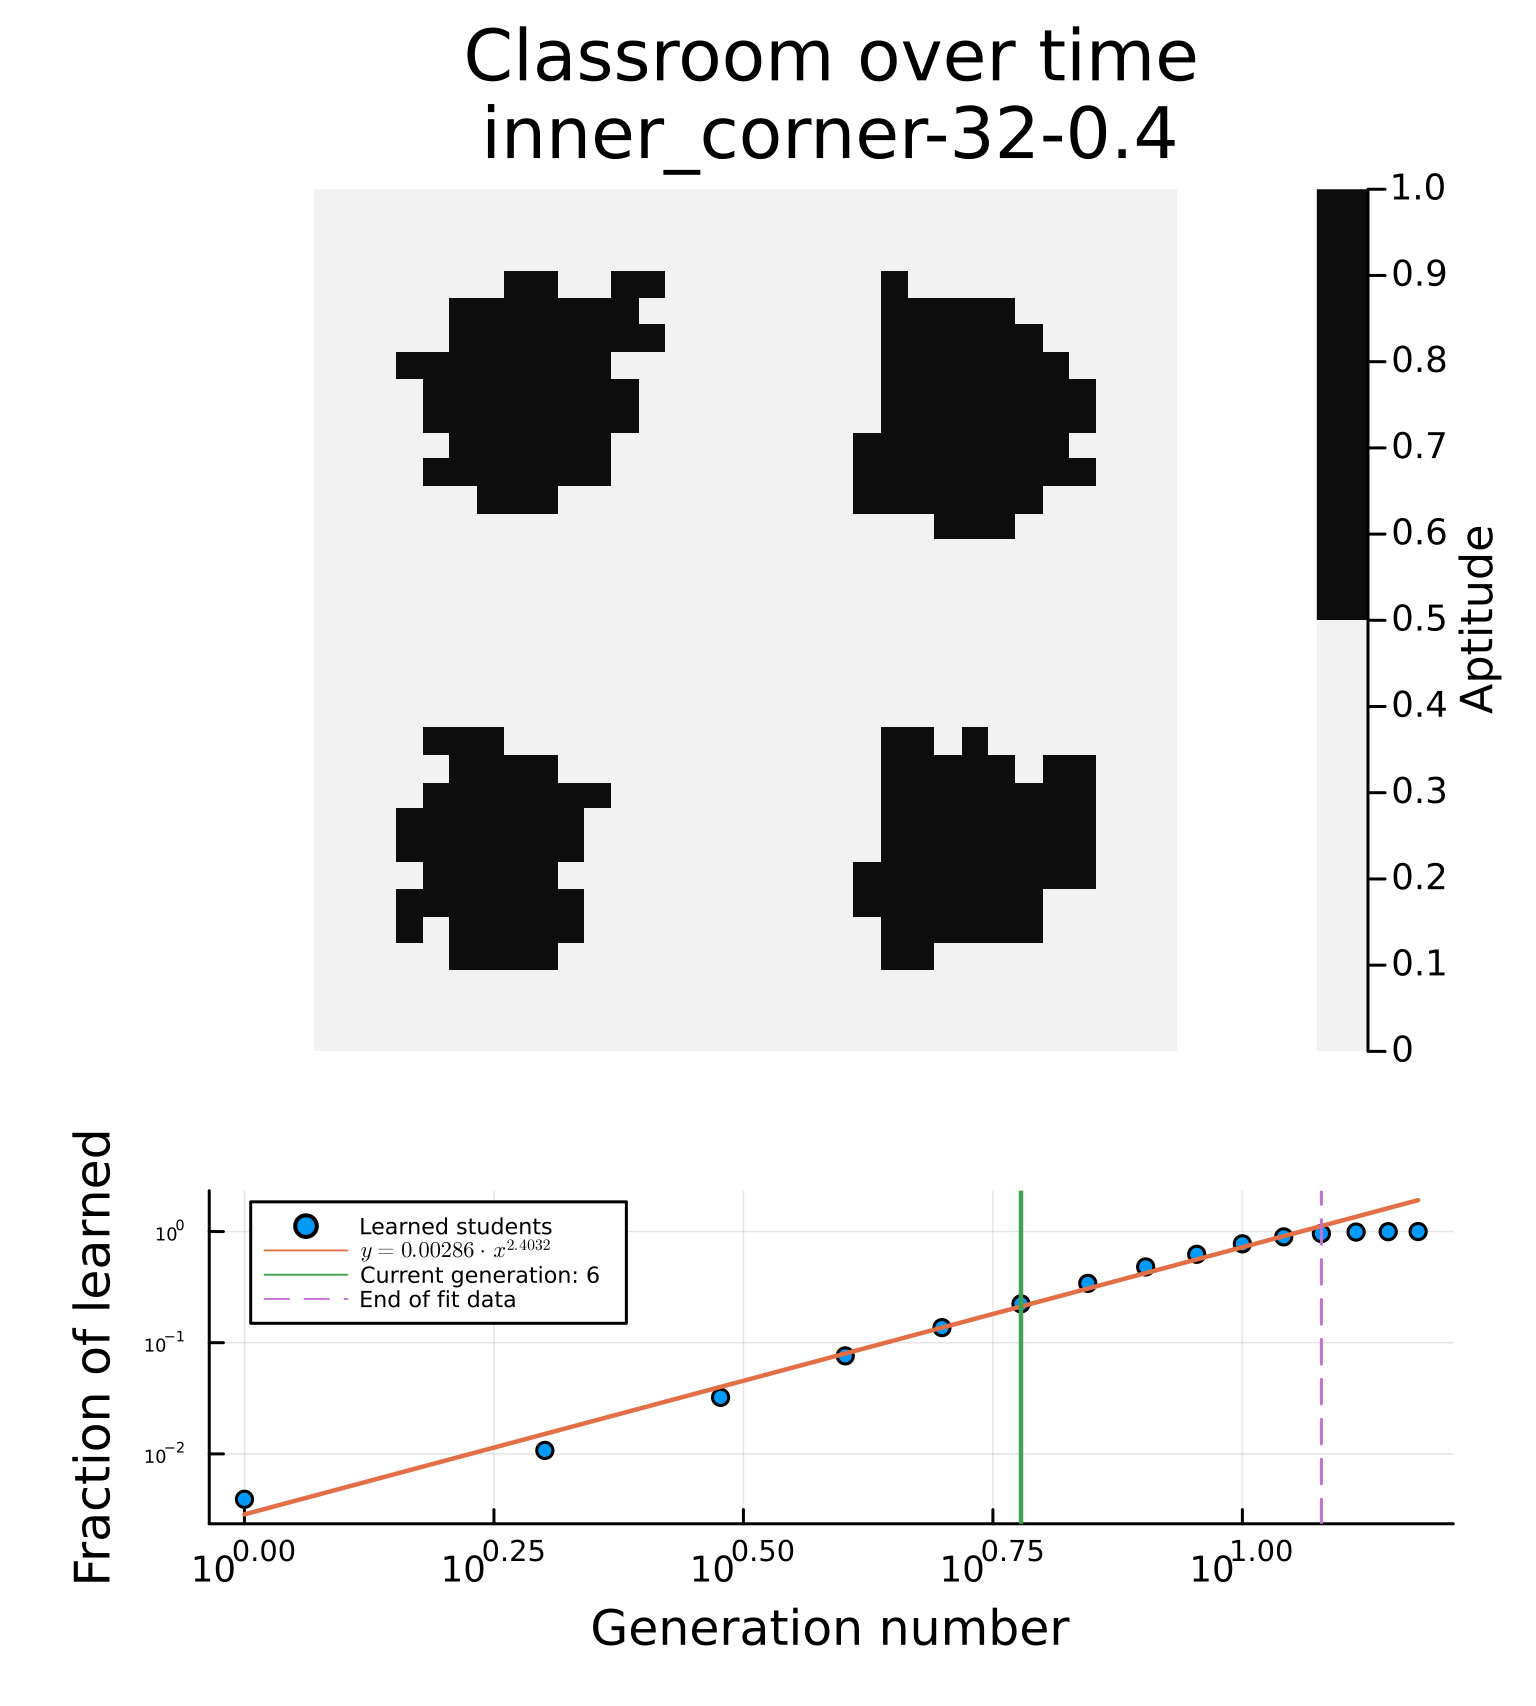 Classroom over time
inner_corner-32-0.4
1.0
0.9
0.8
0.7
0.6
0.5
0.4
0.3
0.2
0.1
0
Aptitude
Fraction of learned
10⁰
10⁻¹
10⁻²
Learned students
y = 0.00286 · x^2.4032
Current generation: 6
End of fit data
10^0.00
10^0.25
10^0.50
10^0.75
10^1.00
Generation number